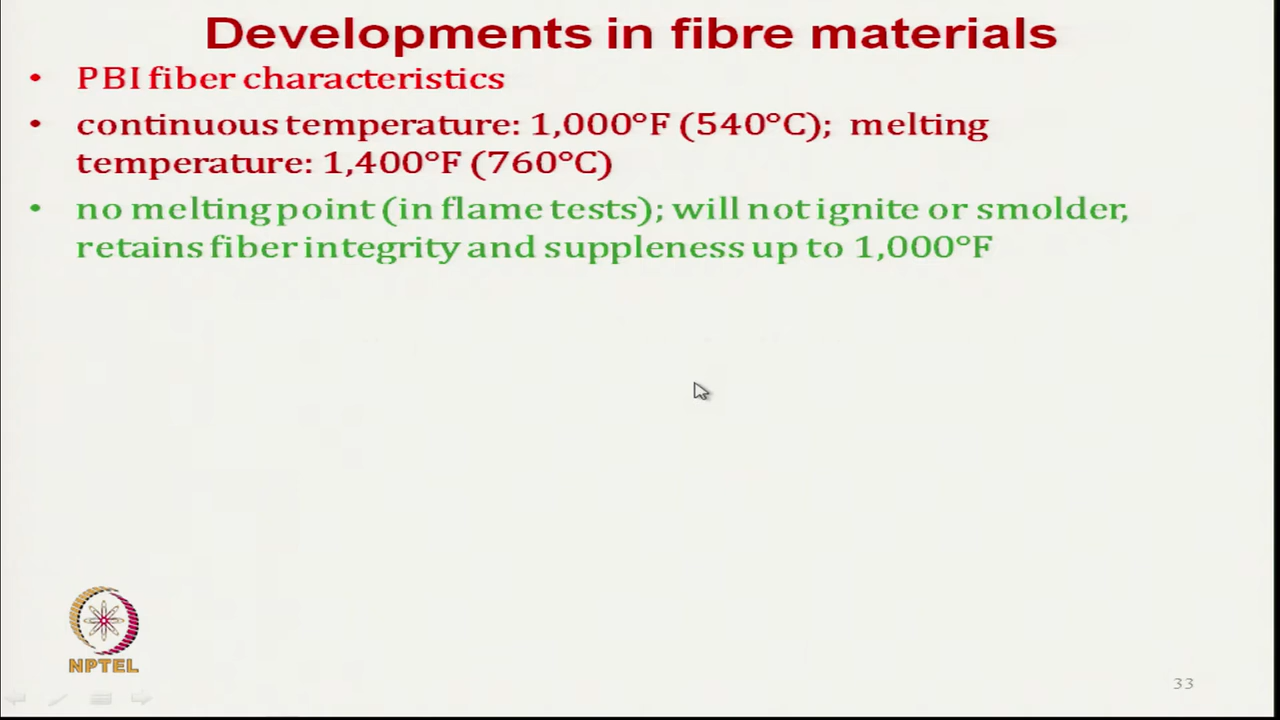 Developments in fibre materials
• PBI fiber characteristics
• continuous temperature: 1,000°F (540°C); melting
temperature: 1,400°F (760°C)
• no melting point (in flame tests); will not ignite or smolder,
retains fiber integrity and suppleness up to 1,000°F
NPTEL
33